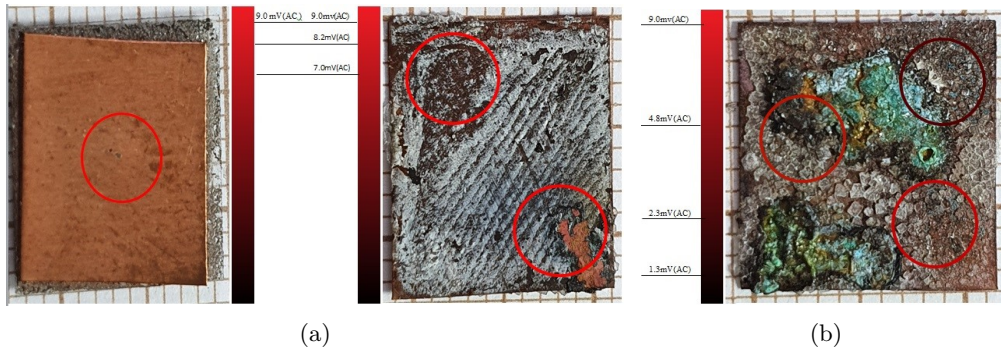 9.0 mV(AC,)
9.0mv(AC)
8.2mV(AC)
7.0mV(AC)
9.0mv(AC)
4.8mV(AC)
2.3mV(AC)
1.3mV(AC)
(a)
(b)